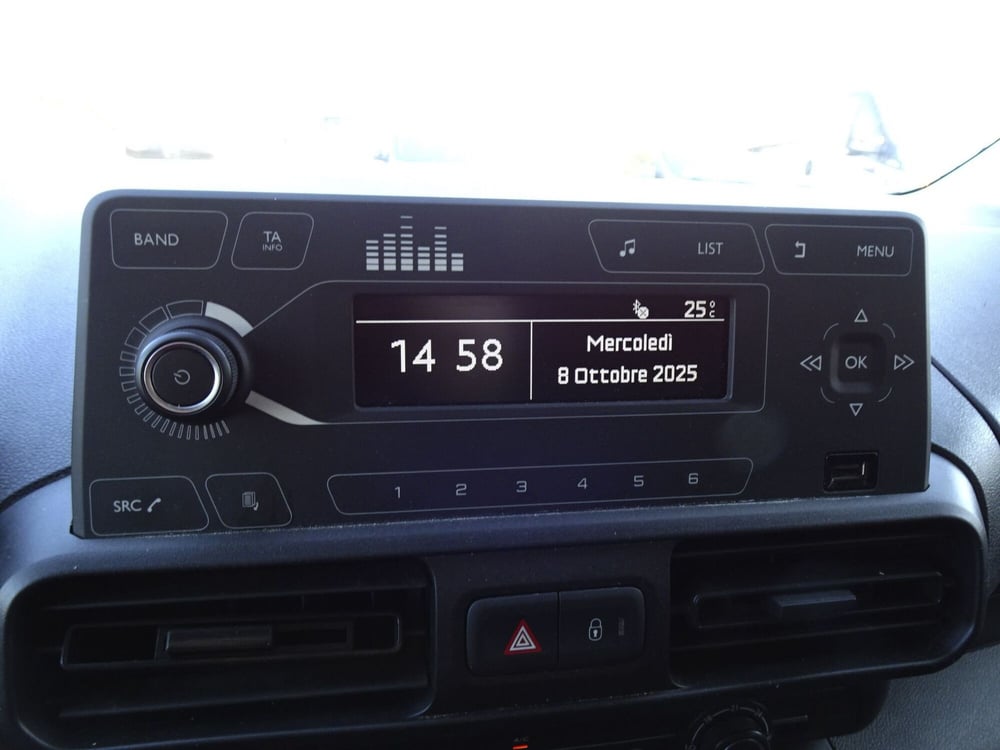 BAND
TA
INFO
LIST
MENU
25°C
14 58
Mercoledì
8 Ottobre 2025
OK
SRC
1 2 3 4 5 6
A/C